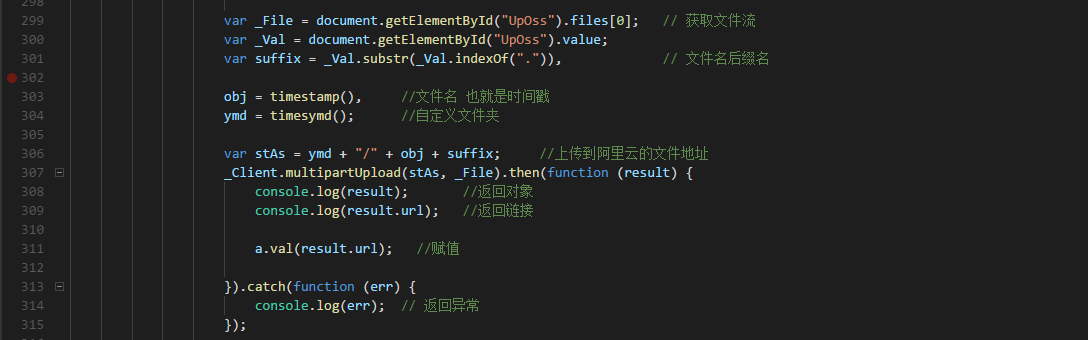 298
299 var _File = document.getElementById("UpOss").files[0]; // 获取文件流
300 var _Val = document.getElementById("UpOss").value;
301 var suffix = _Val.substr(_Val.indexOf(".")), // 文件名后缀名
302
303 obj = timestamp(), //文件名 也就是时间戳
304 ymd = timesymd(); //自定义文件夹
305
306 var stAs = ymd + "/" + obj + suffix; //上传到阿里云的文件地址
307 _Client.multipartUpload(stAs, _File).then(function (result) {
308 console.log(result); //返回对象
309 console.log(result.url); //返回链接
310
311 a.val(result.url); //赋值
312
313 }).catch(function (err) {
314 console.log(err); // 返回异常
315 });